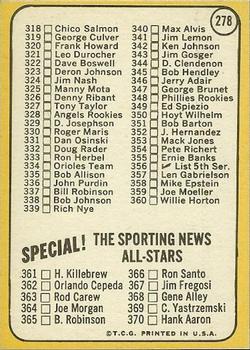 278
318 Chico Salmon
319 George Culver
320 Frank Howard
321 Leo Durocher
322 Dave Boswell
323 Deron Johnson
324 Jim Nash
325 Manny Mota
326 Denny Ribant
327 Tony Taylor
328 Angels Rookies
329 D. Josephson
330 Roger Maris
331 Dan Osinski
332 Doug Rader
333 Ron Herbel
334 Orioles Team
335 Bob Allison
336 John Purdin
337 Bill Robinson
338 Bob Johnson
339 Rich Nye
340 Max Alvis
341 Jim Lemon
342 Ken Johnson
343 Jim Gosger
344 D. Clendenon
345 Bob Hendley
346 Jerry Adair
347 George Brunet
348 Phillies Rookies
349 Ed Spiezio
350 Hoyt Wilhelm
351 Bob Barton
352 J. Hernandez
353 Mack Jones
354 Pete Richert
355 Ernie Banks
356 List 5th Ser.
357 Len Gabrielson
358 Mike Epstein
359 Joe Moeller
360 Willie Horton
SPECIAL! THE SPORTING NEWS
ALL-STARS
361 H. Killebrew
362 Orlando Cepeda
363 Rod Carew
364 Joe Morgan
365 B. Robinson
366 Ron Santo
367 Jim Fregosi
368 Gene Alley
369 C. Yastrzemski
370 Hank Aaron
©T.C.G. PRINTED IN U.S.A.